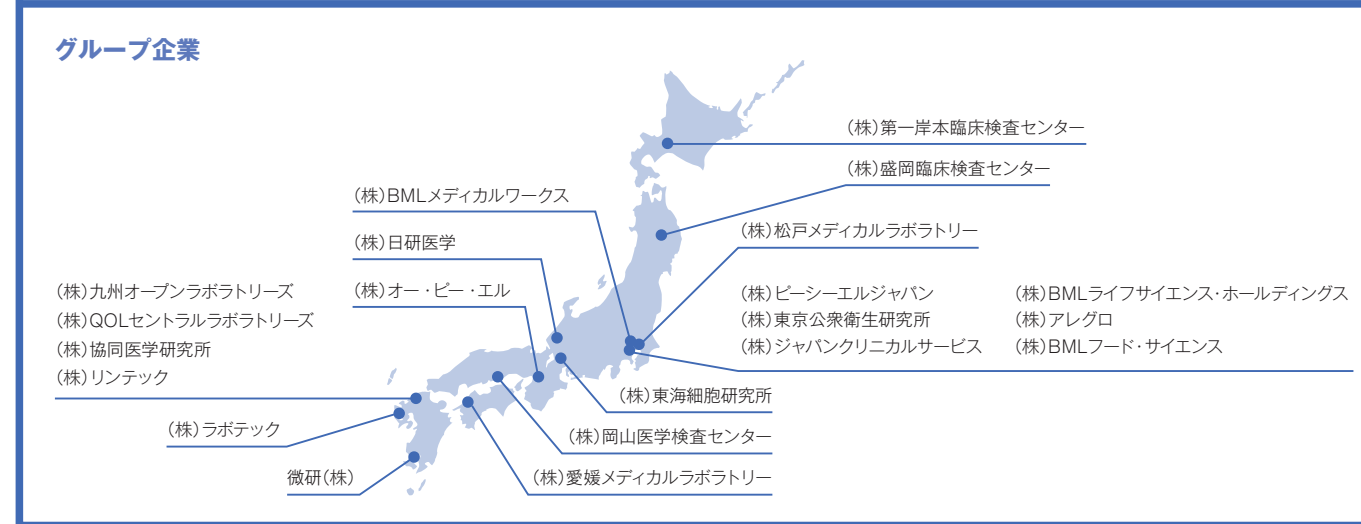 グループ企業
(株)第一岸本臨床検査センター
(株)盛岡臨床検査センター
(株)BMLメディカルワークス
(株)松戸メディカルラボラトリー
(株)日研医学
(株)九州オープンラボラトリーズ
(株)QOLセントラルラボラトリーズ
(株)協同医学研究所
(株)リンテック
(株)オー・ピー・エル
(株)ピーシーエルジャパン
(株)東京公衆衛生研究所
(株)ジャパンクリニカルサービス
(株)BMLライフサイエンス・ホールディングス
(株)アレグロ
(株)BMLフード・サイエンス
(株)東海細胞研究所
(株)ラボテック
(株)岡山医学検査センター
微研(株)
(株)愛媛メディカルラボラトリー